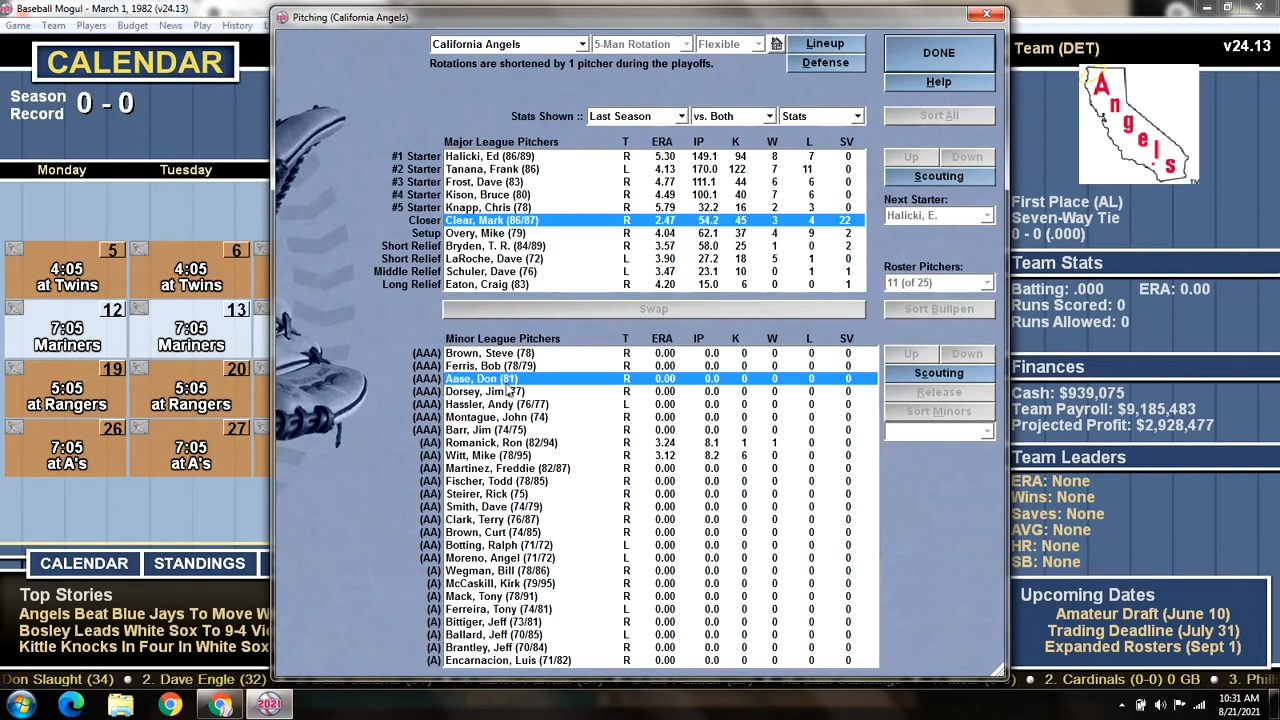 Baseball Mogul - March 1, 1982 (v24.13)
Game Team Players Budget News Play History
CALENDAR
Season Record 0 - 0
Monday Tuesday
5 6
4:05 at Twins 4:05 at Twins
12 13
7:05 Mariners 7:05 Mariners
19 20
5:05 at Rangers 5:05 at Rangers
26 27
7:05 at A's 7:05 at A's
CALENDAR STANDINGS
Top Stories
Angels Beat Blue Jays To Move W
Bosley Leads White Sox To 9-4 Vi
Kittle Knocks In Four In White Sox
Pitching (California Angels)
California Angels 5-Man Rotation Flexible Lineup
Rotations are shortened by 1 pitcher during the playoffs. Defense
DONE
Help
Stats Shown :: Last Season vs. Both Stats Sort All
Major League Pitchers T ERA IP K W L SV
#1 Starter Halicki, Ed (86/89) R 5.30 149.1 94 8 7 0
#2 Starter Tanana, Frank (86) L 4.13 170.0 122 7 11 0
#3 Starter Frost, Dave (83) R 4.77 111.1 44 6 6 0
#4 Starter Kison, Bruce (80) R 4.49 100.1 40 7 6 0
#5 Starter Knapp, Chris (78) R 5.79 32.2 16 2 3 0
Closer Clear, Mark (86/87) R 2.47 54.2 45 3 4 22
Setup Overy, Mike (79) R 4.04 62.1 37 4 9 2
Short Relief Bryden, T. R. (84/89) R 3.57 58.0 25 1 0 2
Short Relief LaRoche, Dave (72) L 3.90 27.2 18 5 1 0
Middle Relief Schuler, Dave (76) L 3.47 23.1 10 0 1 1
Long Relief Eaton, Craig (83) R 4.20 15.0 6 0 0 1
Up Down
Scouting
Next Starter:
Halicki, E.
Roster Pitchers:
11 (of 25)
Swap Sort Bullpen
Minor League Pitchers T ERA IP K W L SV
(AAA) Brown, Steve (78) R 0.00 0.0 0 0 0 0
(AAA) Ferris, Bob (78/79) R 0.00 0.0 0 0 0 0
(AAA) Aase, Don (81) R 0.00 0.0 0 0 0 0
(AAA) Dorsey, Jim R 0.00 0.0 0 0 0 0
(AAA) Hassler, Andy (76/77) L 0.00 0.0 0 0 0 0
(AAA) Montague, John (74) R 0.00 0.0 0 0 0 0
(AAA) Barr, Jim (74/75) R 0.00 0.0 0 0 0 0
(AA) Romanick, Ron (82/94) R 3.24 8.1 1 1 0 0
(AA) Witt, Mike (78/95) R 3.12 8.2 6 0 0 0
(AA) Martinez, Freddie (82/87) R 0.00 0.0 0 0 0 0
(AA) Fischer, Todd (78/85) R 0.00 0.0 0 0 0 0
(AA) Steirer, Rick (75) R 0.00 0.0 0 0 0 0
(AA) Smith, Dave (74/79) R 0.00 0.0 0 0 0 0
(AA) Clark, Terry (76/87) R 0.00 0.0 0 0 0 0
(AA) Brown, Curt (74/85) R 0.00 0.0 0 0 0 0
(AA) Botting, Ralph (71/72) L 0.00 0.0 0 0 0 0
(AA) Moreno, Angel (71/72) L 0.00 0.0 0 0 0 0
(A) Wegman, Bill (78/86) R 0.00 0.0 0 0 0 0
(A) McCaskill, Kirk (79/95) R 0.00 0.0 0 0 0 0
(A) Mack, Tony (78/91) R 0.00 0.0 0 0 0 0
(A) Ferreira, Tony (74/81) L 0.00 0.0 0 0 0 0
(A) Bittiger, Jeff (73/81) R 0.00 0.0 0 0 0 0
(A) Ballard, Jeff (70/85) L 0.00 0.0 0 0 0 0
(A) Brantley, Jeff (70/84) R 0.00 0.0 0 0 0 0
(A) Encarnacion, Luis (71/82) R 0.00 0.0 0 0 0 0
Up Down
Scouting
Release
Sort Minors
Team (DET) v24.13
Angels
First Place (AL)
Seven-Way Tie
0 - 0 (.000)
Team Stats
Batting: .000 ERA: 0.00
Runs Scored: 0
Runs Allowed: 0
Finances
Cash: $939,075
Team Payroll: $9,185,483
Projected Profit: $2,928,477
Team Leaders
ERA: None
Wins: None
Saves: None
AVG: None
HR: None
SB: None
Upcoming Dates
Amateur Draft (June 10)
Trading Deadline (July 31)
Expanded Rosters (Sept 1)
Don Slaught (34) 2. Dave Engle (32)
2. Cardinals (0-0) 0 GB 3. Phil
2021
10:31 AM
8/21/2021